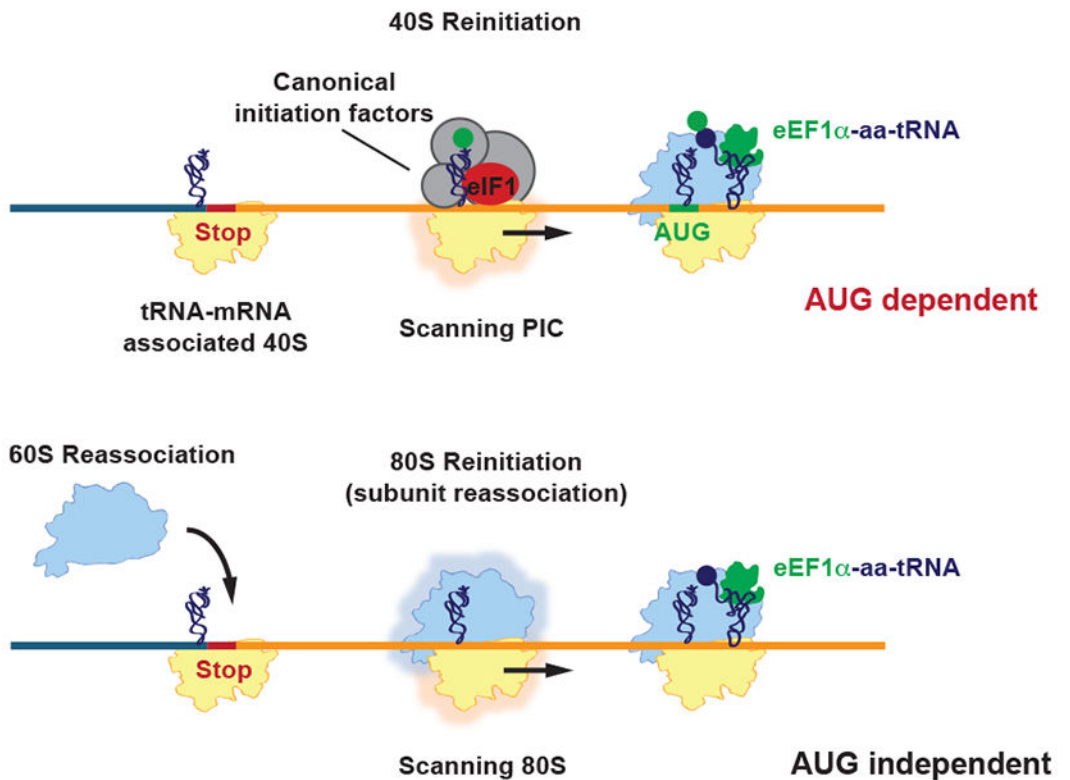 40S Reinitiation
Canonical
initiation factors
eEF1α-aa-tRNA
eIF1
Stop
AUG
tRNA-mRNA
associated 40S
Scanning PIC
AUG dependent
60S Reassociation
80S Reinitiation
(subunit reassociation)
eEF1α-aa-tRNA
Stop
Scanning 80S
AUG independent